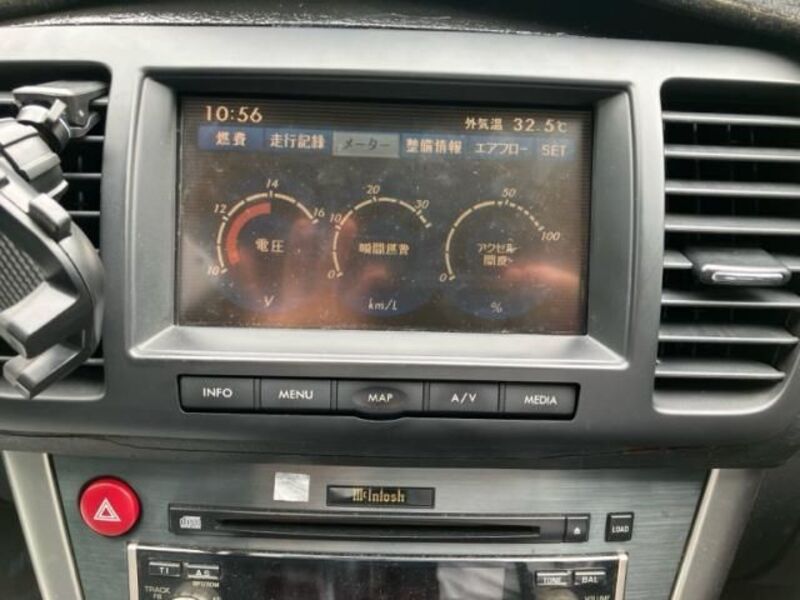 10:56 外気温 32.5℃
燃費 走行記録 メーター 整備情報 エアフロー SET
10 12 14 16
電圧
V
0 10 20 30
瞬間燃費
km/L
0 50 100
アクセル
開度
%
INFO MENU MAP A/V MEDIA
McIntosh
LOAD
TI AS TONE BAL
TRACK